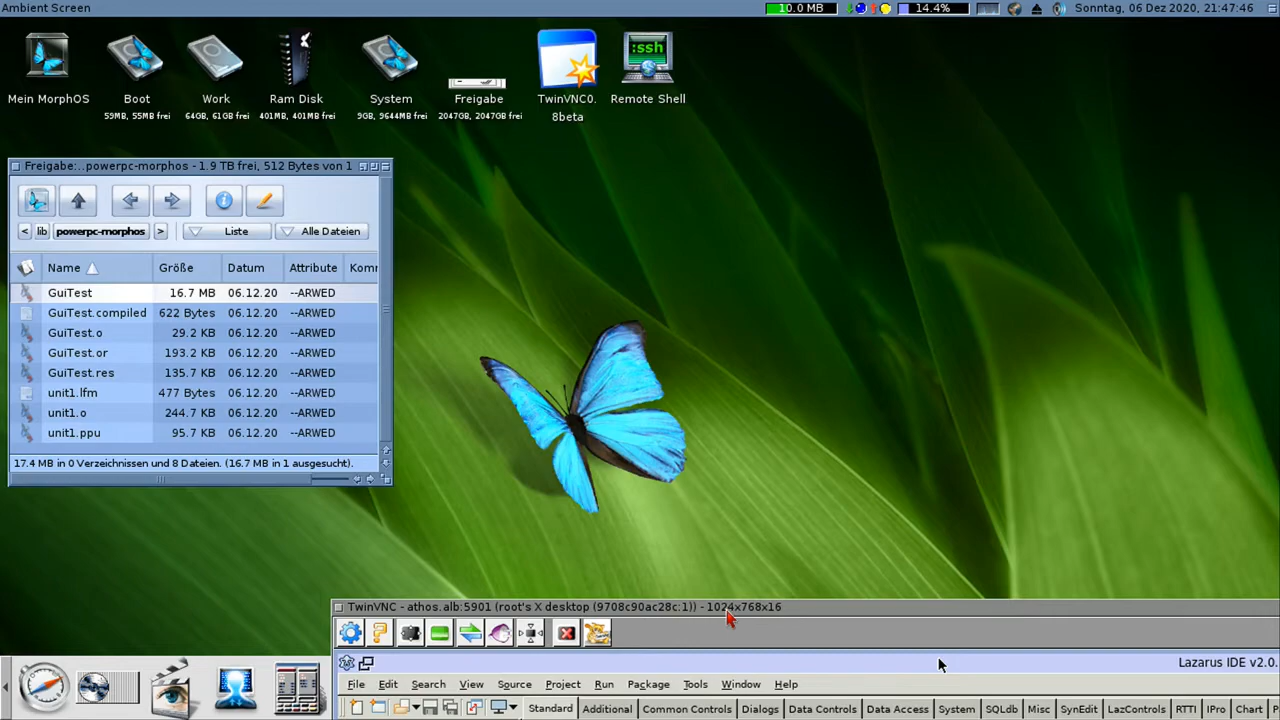 Ambient Screen
10.0 MB
14.4%
Sonntag, 06 Dez 2020, 21:47:46
:ssh
Mein MorphOS
Boot
Work
Ram Disk
System
Freigabe
TwinVNC0.
8beta
Remote Shell
59MB, 55MB frei
64GB, 61GB frei
401MB, 401MB frei
9GB, 9644MB frei
2047GB, 2047GB frei
Freigabe:..powerpc-morphos - 1.9 TB frei, 512 Bytes von 1
< lib powerpc-morphos > Liste Alle Dateien
Name Größe Datum Attribute Komr
GuiTest 16.7 MB 06.12.20 --ARWED
GuiTest.compiled 622 Bytes 06.12.20 --ARWED
GuiTest.o 29.2 KB 06.12.20 --ARWED
GuiTest.or 193.2 KB 06.12.20 --ARWED
GuiTest.res 135.7 KB 06.12.20 --ARWED
unit1.lfm 477 Bytes 06.12.20 --ARWED
unit1.o 244.7 KB 06.12.20 --ARWED
unit1.ppu 95.7 KB 06.12.20 --ARWED
17.4 MB in 0 Verzeichnissen und 8 Dateien. (16.7 MB in 1 ausgesucht).
TwinVNC - athos.alb:5901 (root's X desktop (9708c90ac28c:1)) - 1024x768x16
Lazarus IDE v2.0.
File Edit Search View Source Project Run Package Tools Window Help
Standard Additional Common Controls Dialogs Data Controls Data Access System SQLdb Misc SynEdit LazControls RTTI IPro Chart P